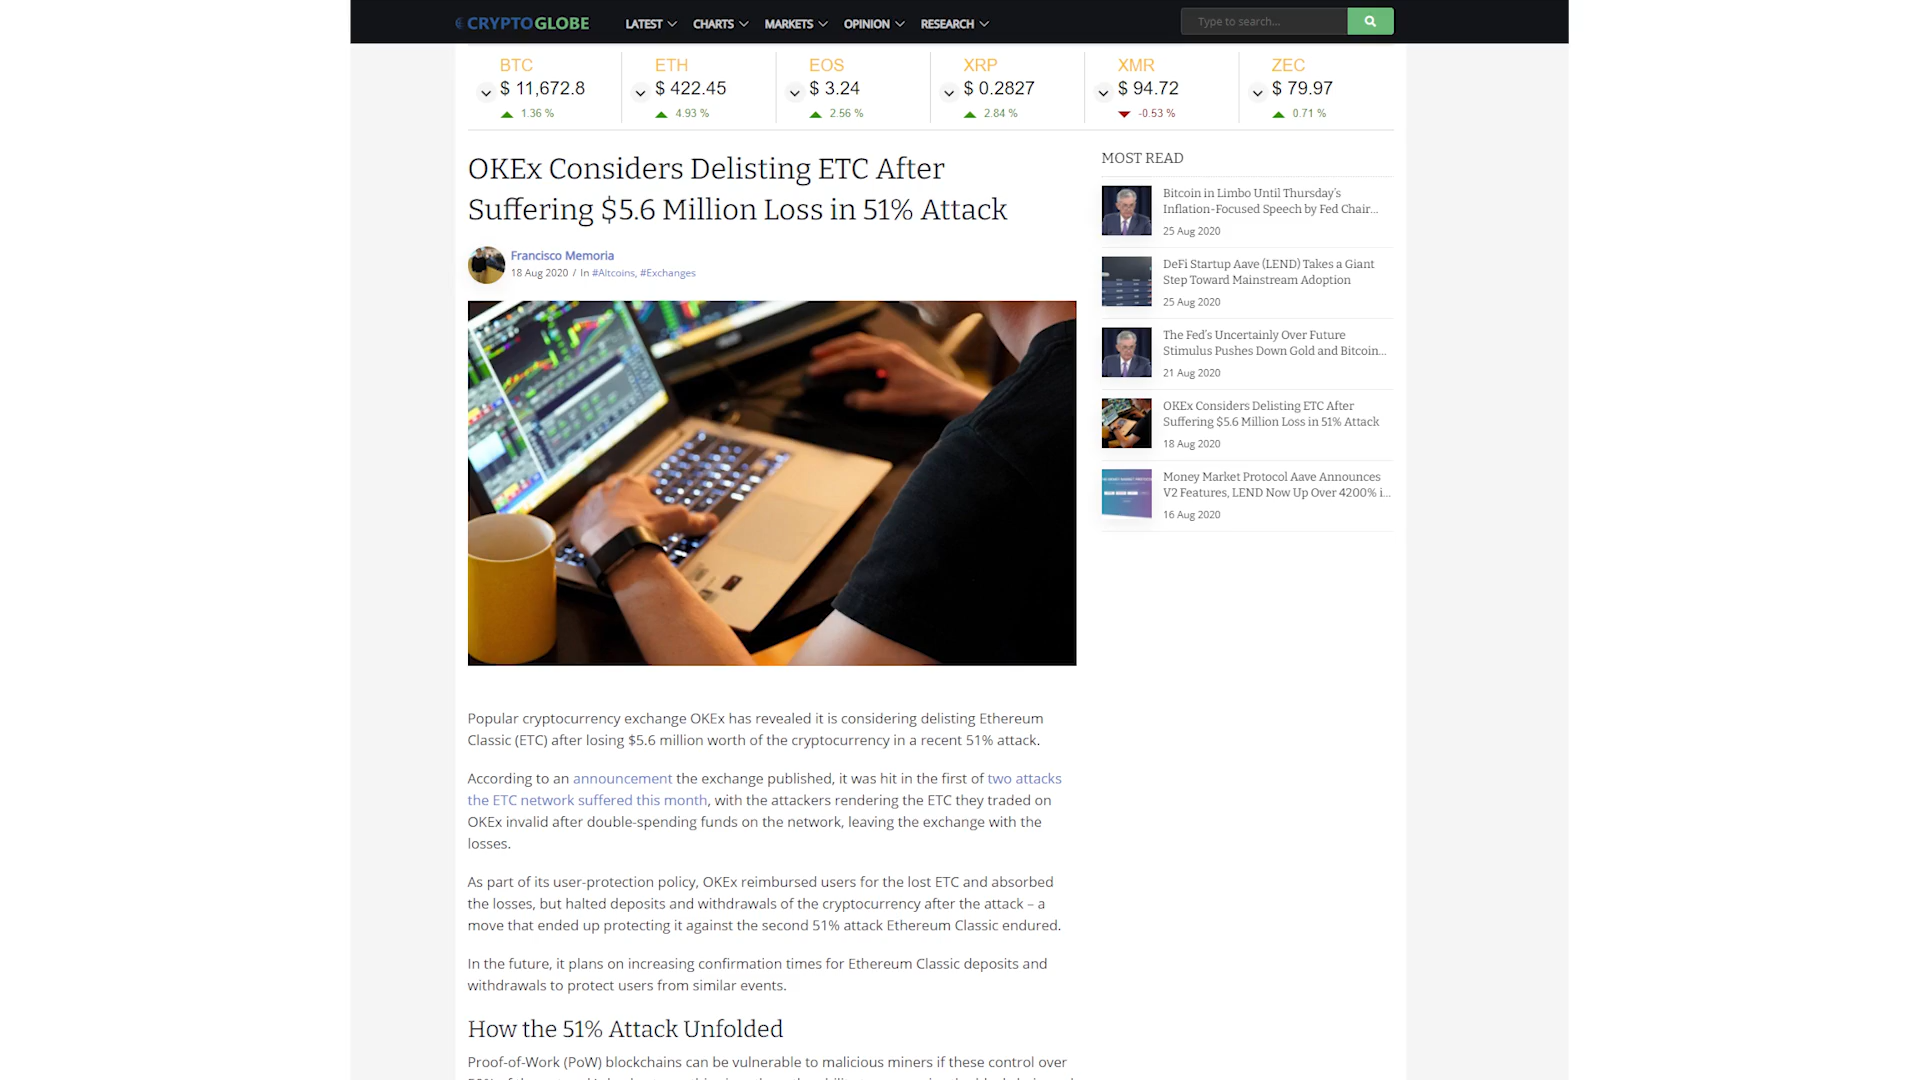 CRYPTOGLOBE
LATEST CHARTS MARKETS OPINION RESEARCH
Type to search...
BTC
$ 11,672.8
1.36 %
ETH
$ 422.45
4.93 %
EOS
$ 3.24
2.56 %
XRP
$ 0.2827
2.84 %
XMR
$ 94.72
-0.53 %
ZEC
$ 79.97
0.71 %
OKEx Considers Delisting ETC After
Suffering $5.6 Million Loss in 51% Attack
Francisco Memoria
18 Aug 2020 / In #Altcoins, #Exchanges
Popular cryptocurrency exchange OKEx has revealed it is considering delisting Ethereum
Classic (ETC) after losing $5.6 million worth of the cryptocurrency in a recent 51% attack.
According to an announcement the exchange published, it was hit in the first of two attacks
the ETC network suffered this month, with the attackers rendering the ETC they traded on
OKEx invalid after double-spending funds on the network, leaving the exchange with the
losses.
As part of its user-protection policy, OKEx reimbursed users for the lost ETC and absorbed
the losses, but halted deposits and withdrawals of the cryptocurrency after the attack – a
move that ended up protecting it against the second 51% attack Ethereum Classic endured.
In the future, it plans on increasing confirmation times for Ethereum Classic deposits and
withdrawals to protect users from similar events.
How the 51% Attack Unfolded
Proof-of-Work (PoW) blockchains can be vulnerable to malicious miners if these control over
MOST READ
Bitcoin in Limbo Until Thursday's
Inflation-Focused Speech by Fed Chair...
25 Aug 2020
DeFi Startup Aave (LEND) Takes a Giant
Step Toward Mainstream Adoption
25 Aug 2020
The Fed's Uncertainly Over Future
Stimulus Pushes Down Gold and Bitcoin...
21 Aug 2020
OKEx Considers Delisting ETC After
Suffering $5.6 Million Loss in 51% Attack
18 Aug 2020
Money Market Protocol Aave Announces
V2 Features, LEND Now Up Over 4200% i...
16 Aug 2020